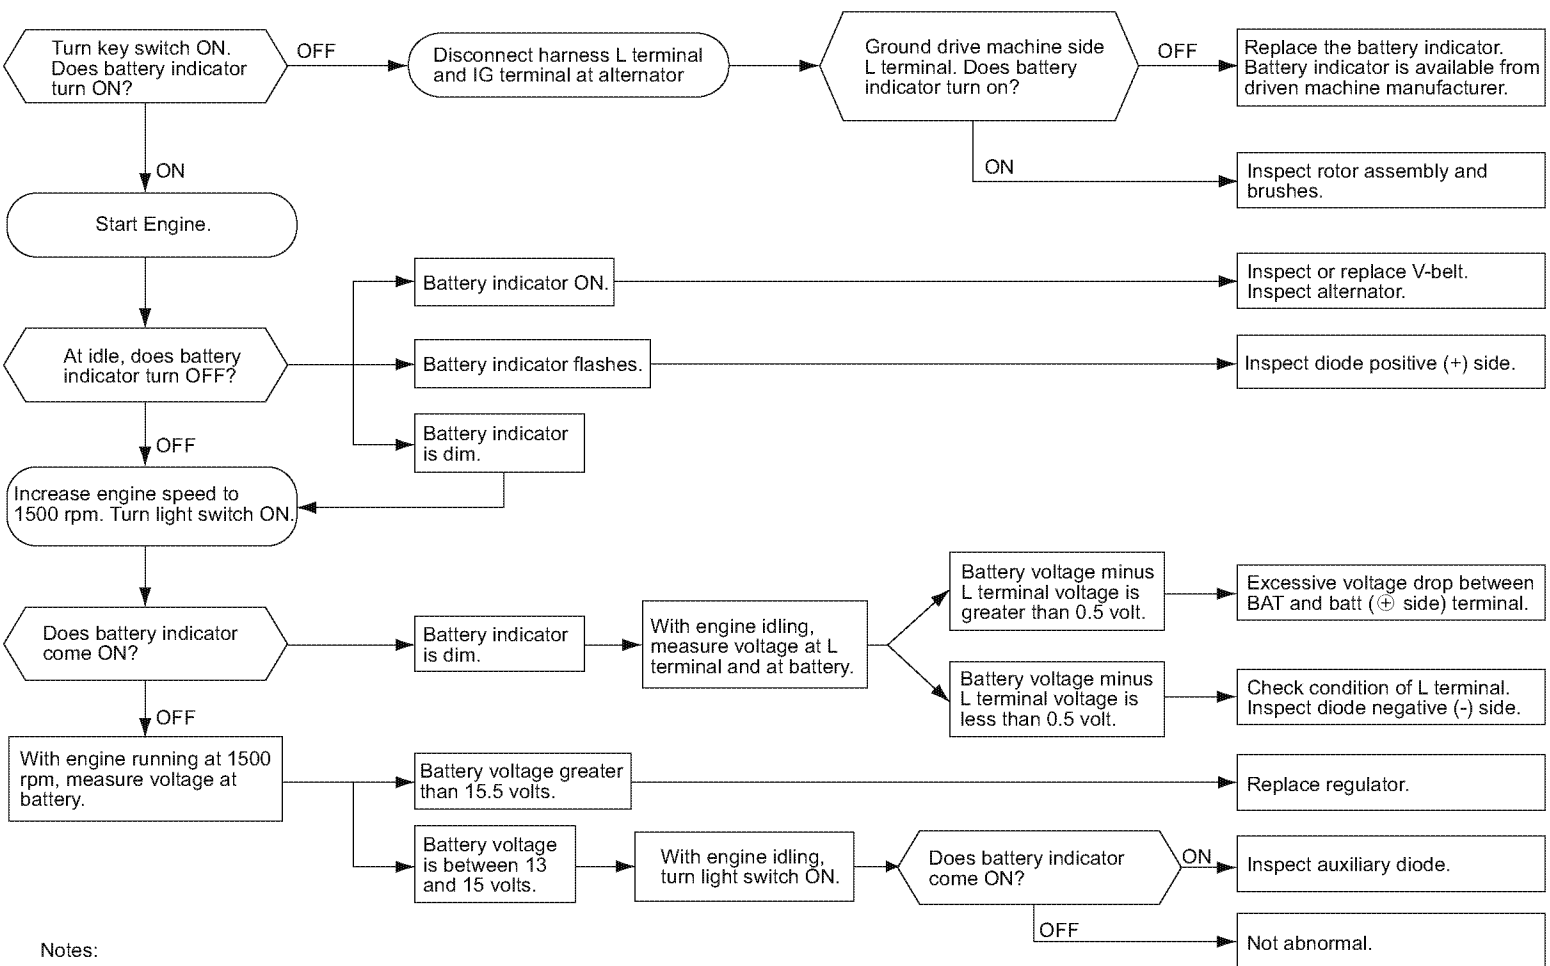 Turn key switch ON.
Does battery indicator
turn ON?
OFF
Disconnect harness L terminal
and IG terminal at alternator
Ground drive machine side
L terminal. Does battery
indicator turn on?
OFF
Replace the battery indicator.
Battery indicator is available from
driven machine manufacturer.
ON
ON
Inspect rotor assembly and
brushes.
Start Engine.
Battery indicator ON.
Inspect or replace V-belt.
Inspect alternator.
At idle, does battery
indicator turn OFF?
Battery indicator flashes.
Inspect diode positive (+) side.
OFF
Battery indicator
is dim.
Increase engine speed to
1500 rpm. Turn light switch ON.
Does battery indicator
come ON?
Battery indicator
is dim.
With engine idling,
measure voltage at L
terminal and at battery.
Battery voltage minus
L terminal voltage is
greater than 0.5 volt.
Excessive voltage drop between
BAT and batt (⊕ side) terminal.
Battery voltage minus
L terminal voltage is
less than 0.5 volt.
Check condition of L terminal.
Inspect diode negative (-) side.
OFF
With engine running at 1500
rpm, measure voltage at
battery.
Battery voltage greater
than 15.5 volts.
Replace regulator.
Battery voltage
is between 13
and 15 volts.
With engine idling,
turn light switch ON.
Does battery indicator
come ON?
ON
Inspect auxiliary diode.
OFF
Not abnormal.
Notes: